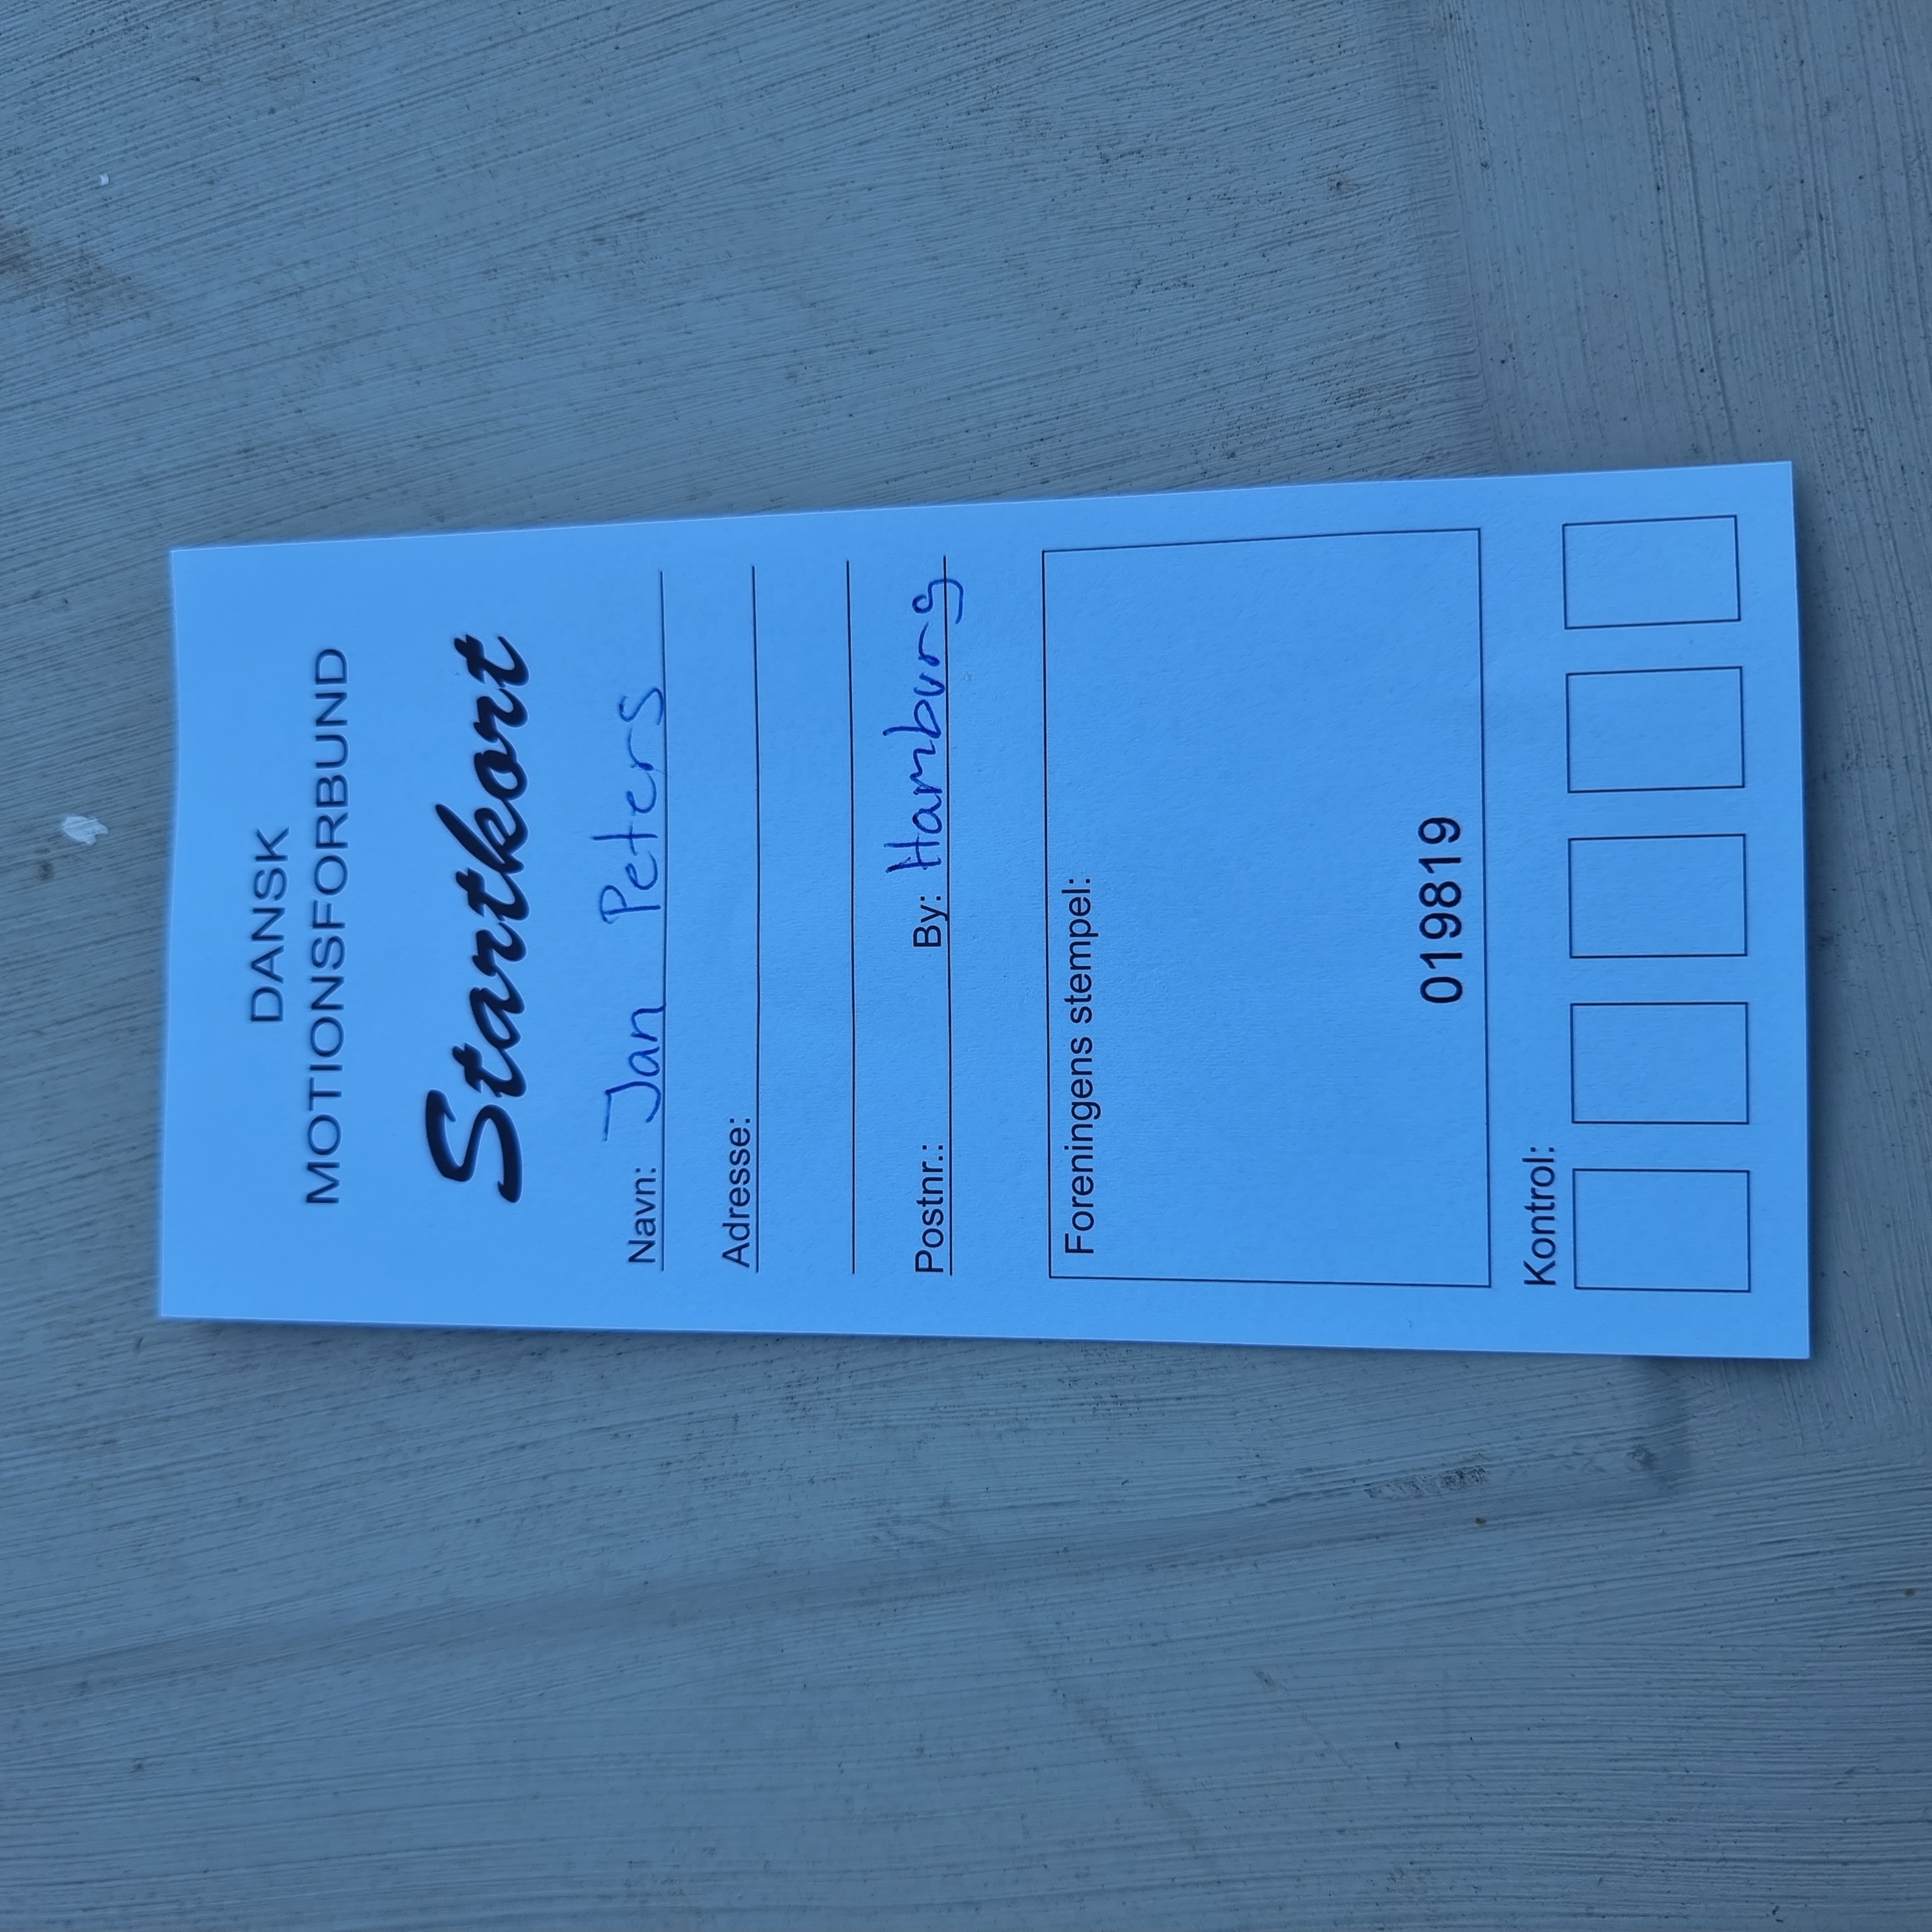 DANSK
MOTIONSFORBUND
Startkort
Navn: Jan Peters
Adresse:
Postnr.: By: Hamburg
Foreningens stempel:
019819
Kontrol: